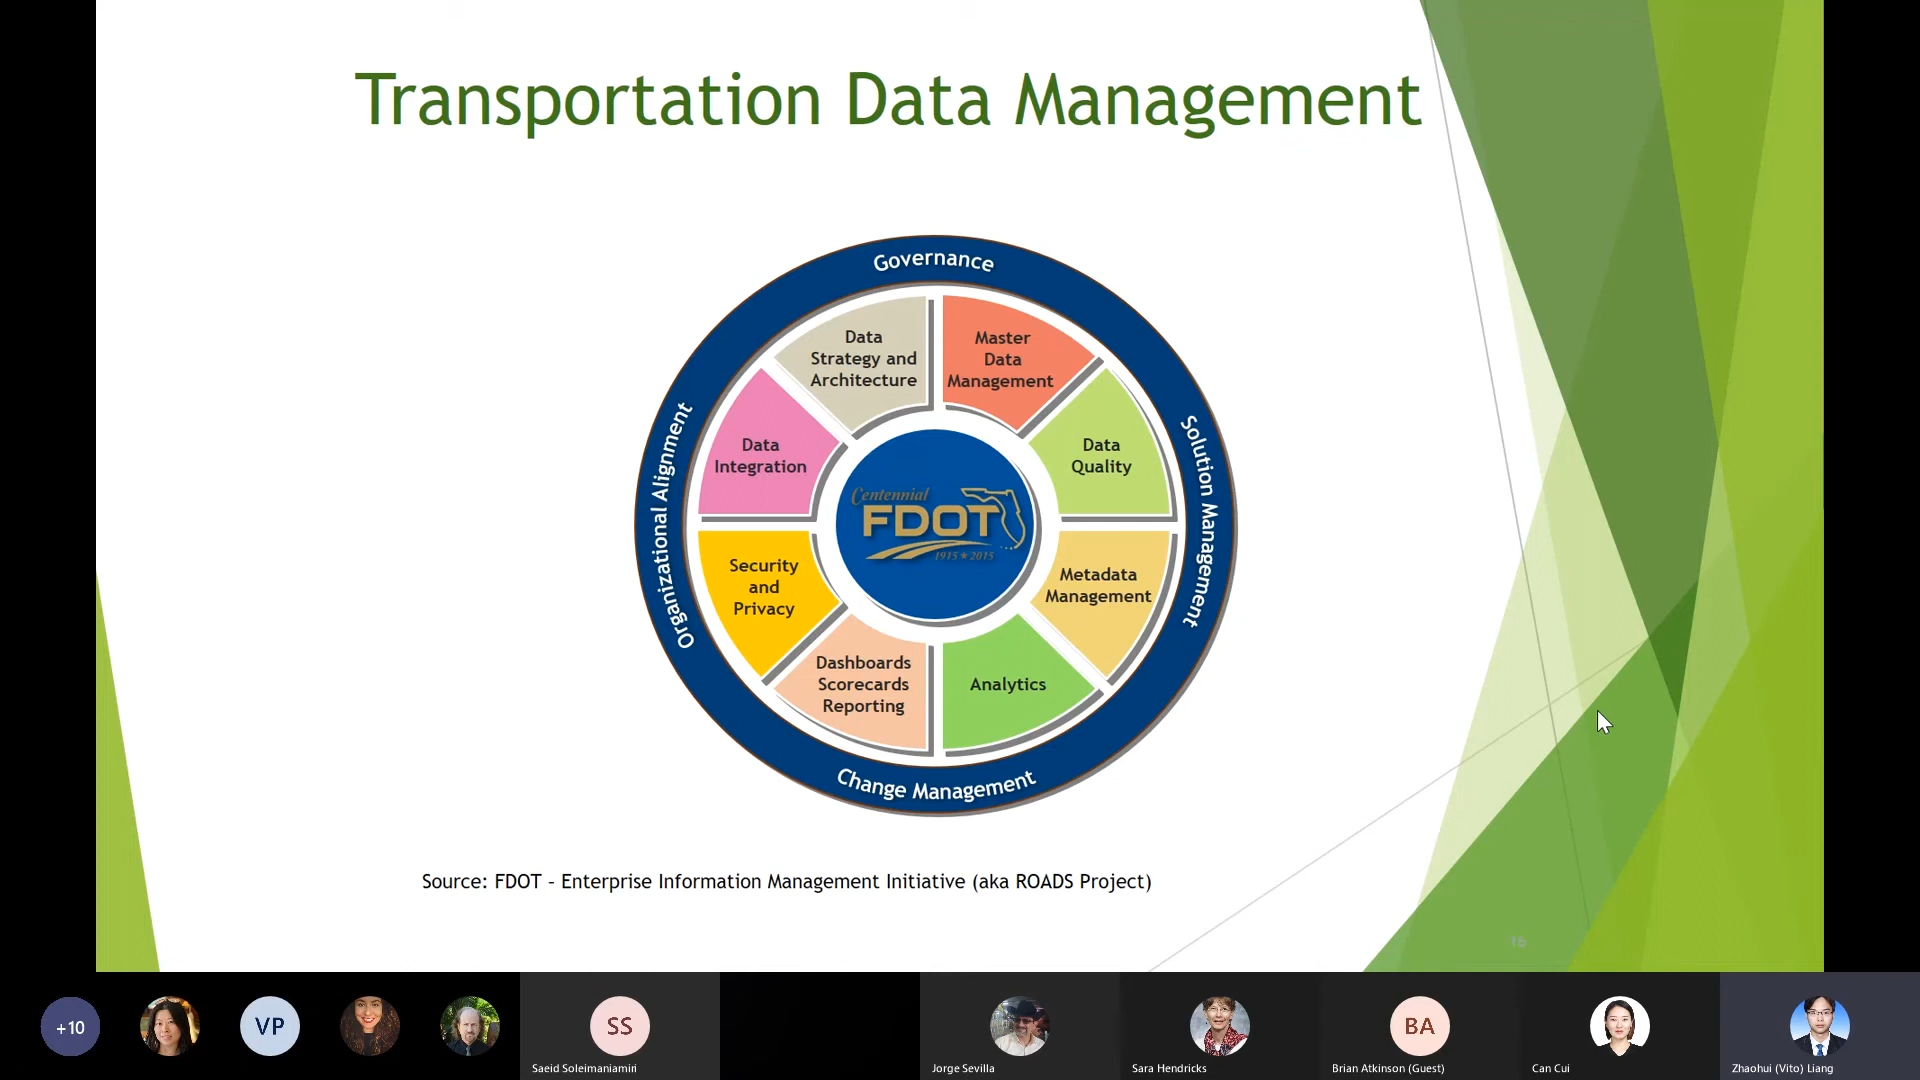 Transportation Data Management
Governance
Data
Strategy and
Architecture
Master
Data
Management
Data
Integration
Data
Quality
Organizational Alignment
Solution Management
Centennial
FDOT
1915★2015
Security
and
Privacy
Metadata
Management
Dashboards
Scorecards
Reporting
Analytics
Change Management
Source: FDOT - Enterprise Information Management Initiative (aka ROADS Project)
16
+10
VP
SS
BA
Saeid Soleimaniamiri
Jorge Sevilla
Sara Hendricks
Brian Atkinson (Guest)
Can Cui
Zhaohui (Vito) Liang